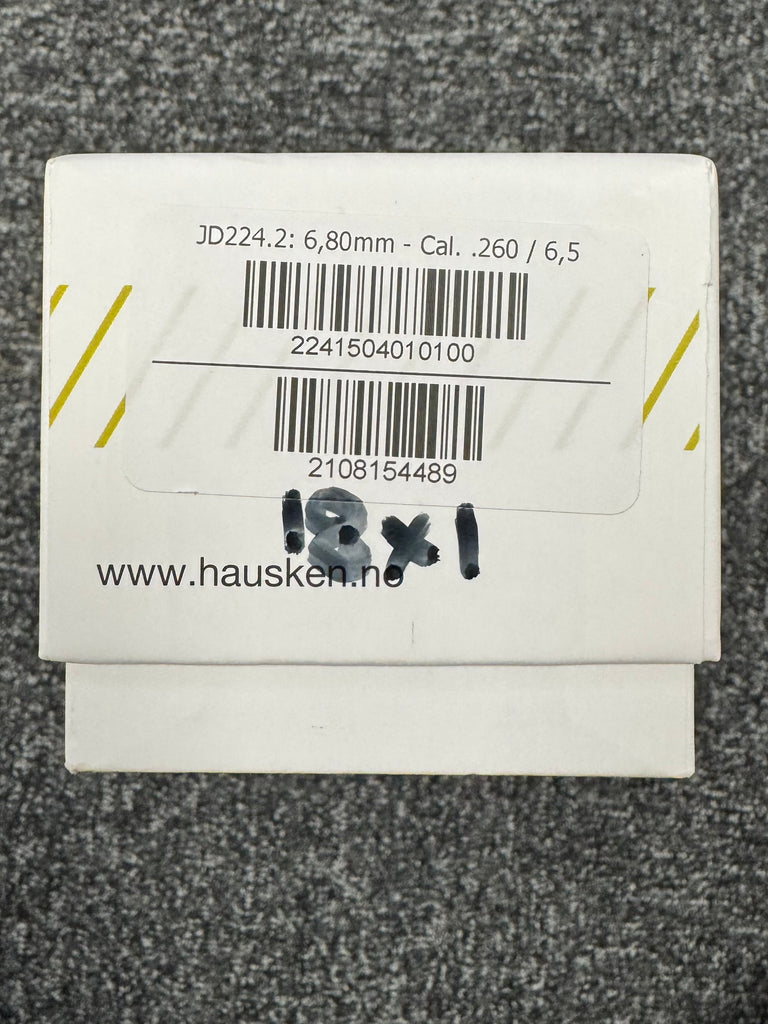 JD224.2: 6,80mm - Cal. .260 / 6,5
2241504010100
2108154489
18x1
www.hausken.no